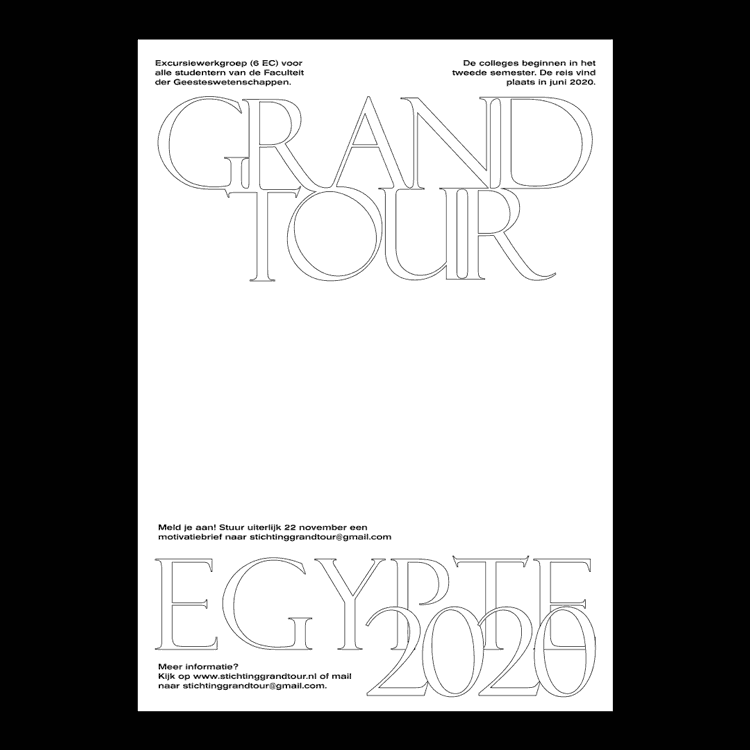 Excursiewerkgroep (6 EC) voor
alle studentern van de Faculteit
der Geesteswetenschappen.
De colleges beginnen in het
tweede semester. De reis vind
plaats in juni 2020.
GRAND
TOUR
Meld je aan! Stuur uiterlijk 22 november een
motivatiebrief naar stichtinggrandtour@gmail.com
EGYPTE
2020
Meer informatie?
Kijk op www.stichtinggrandtour.nl of mail
naar stichtinggrandtour@gmail.com.